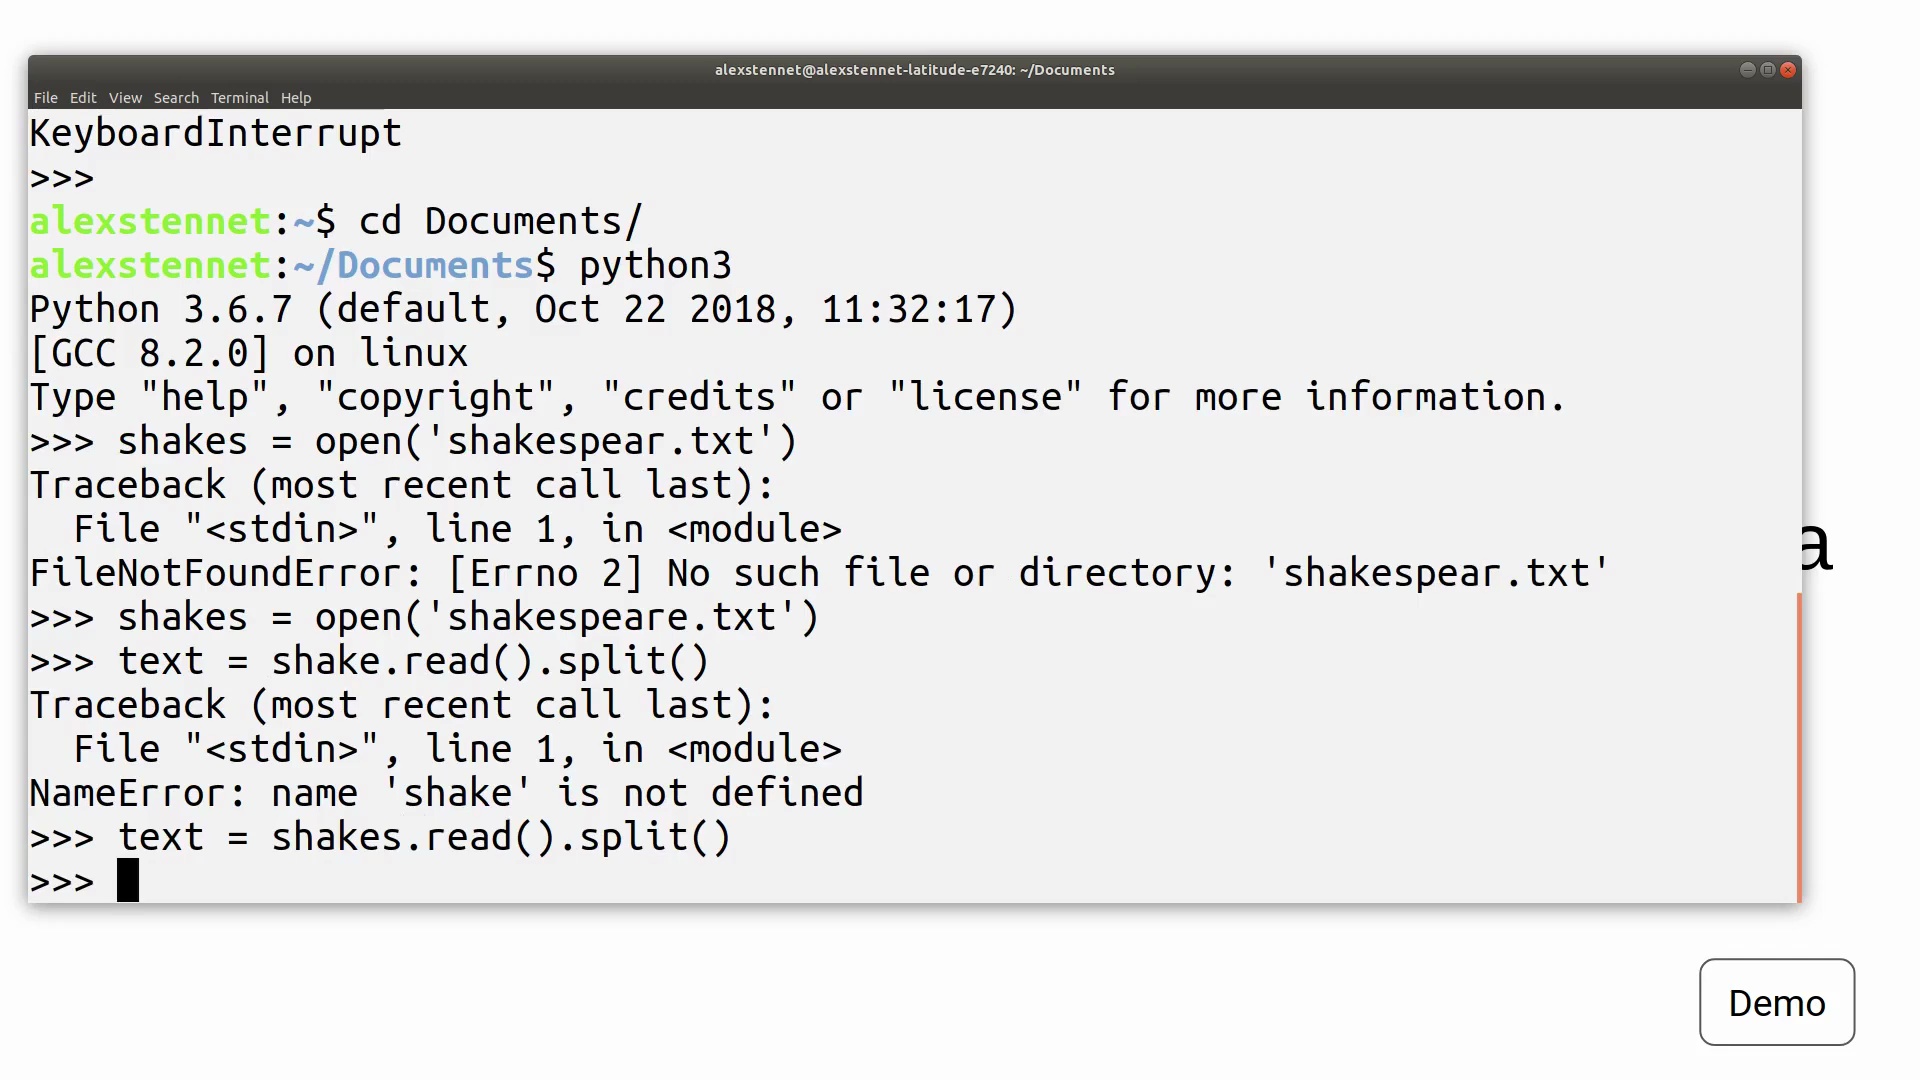 alexstennet@alexstennet-latitude-e7240: ~/Documents
File Edit View Search Terminal Help
KeyboardInterrupt
>>>
alexstennet:~$ cd Documents/
alexstennet:~/Documents$ python3
Python 3.6.7 (default, Oct 22 2018, 11:32:17)
[GCC 8.2.0] on linux
Type "help", "copyright", "credits" or "license" for more information.
>>> shakes = open('shakespear.txt')
Traceback (most recent call last):
  File "<stdin>", line 1, in <module>
FileNotFoundError: [Errno 2] No such file or directory: 'shakespear.txt'
>>> shakes = open('shakespeare.txt')
>>> text = shake.read().split()
Traceback (most recent call last):
  File "<stdin>", line 1, in <module>
NameError: name 'shake' is not defined
>>> text = shakes.read().split()
>>>
a
Demo